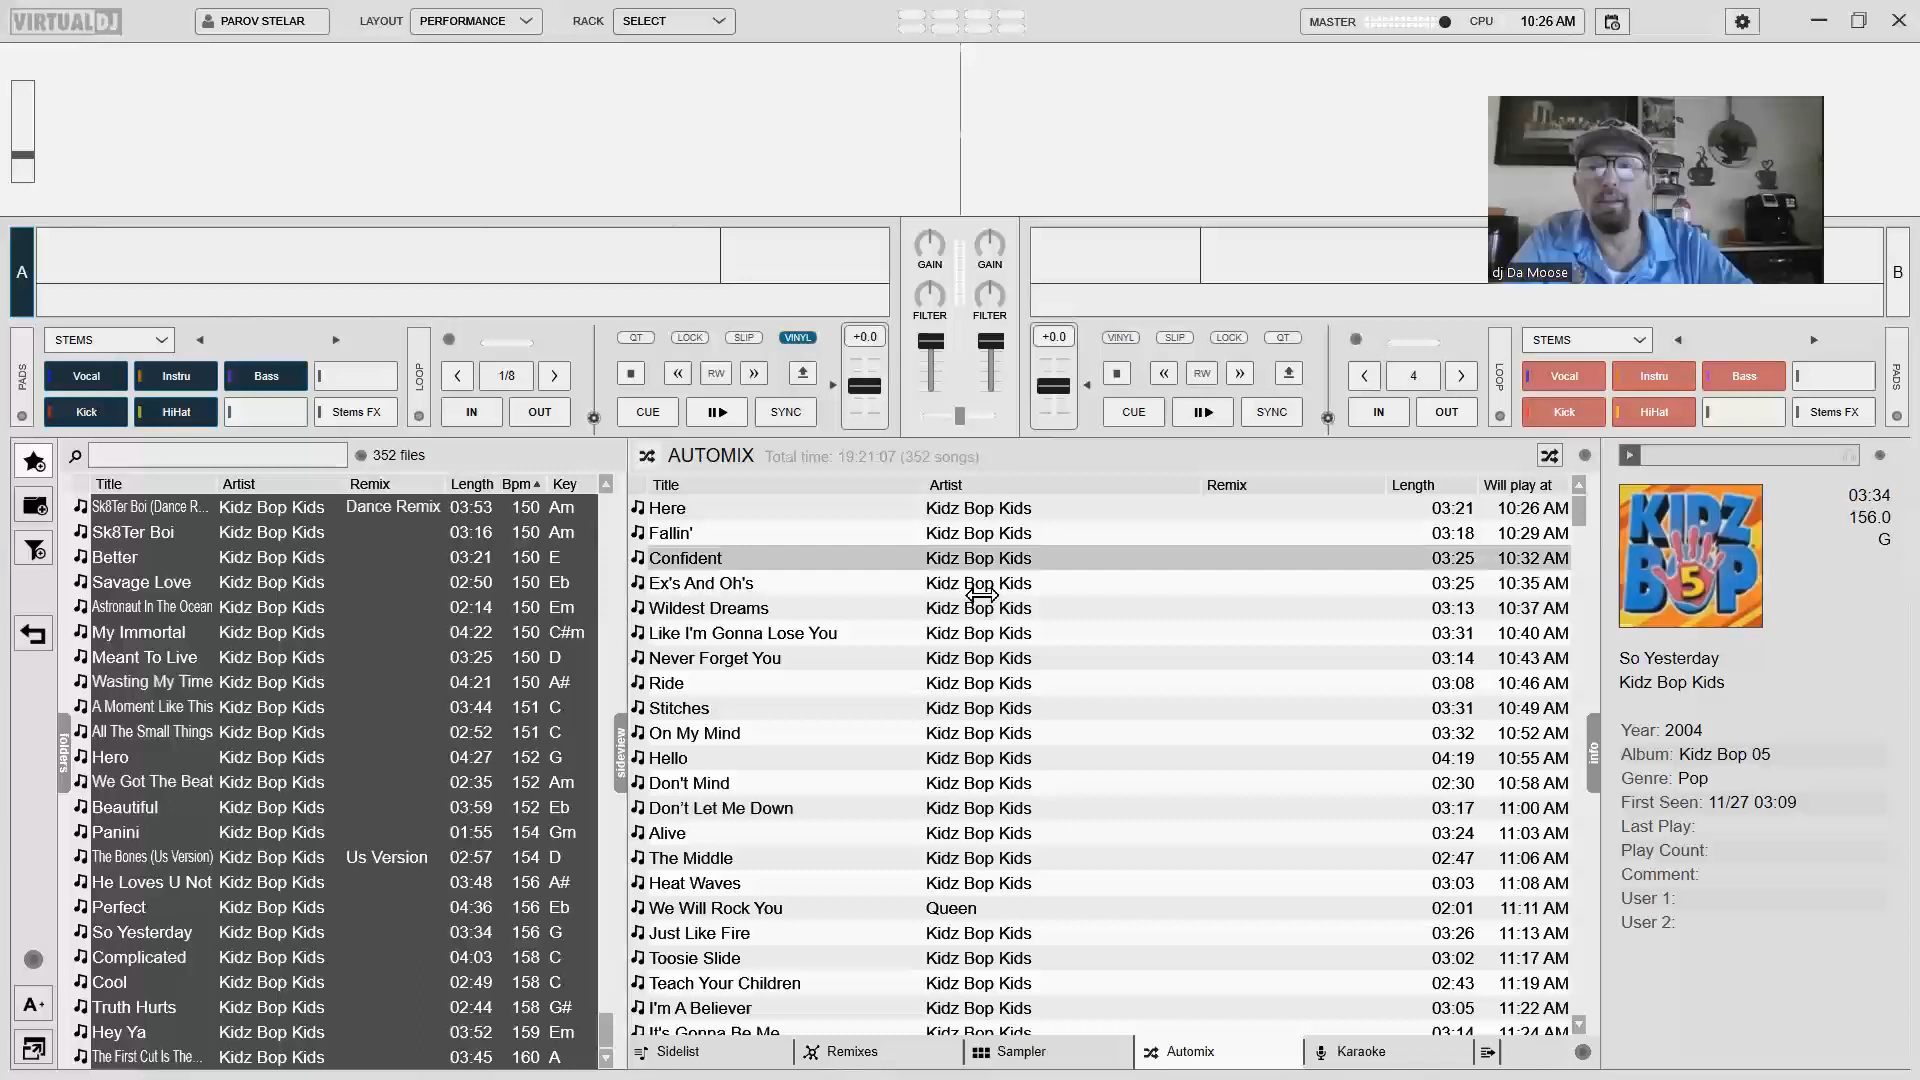 VIRTUALDJ PAROV STELAR LAYOUT PERFORMANCE RACK SELECT MASTER CPU 10:26 AM
dj Da Moose
A GAIN GAIN B
FILTER FILTER
PADS STEMS LOOP QT LOCK SLIP VINYL +0.0 +0.0 VINYL SLIP LOCK QT LOOP STEMS PADS
Vocal Instru Bass 1/8 RW RW 4 Vocal Instru Bass
Kick HiHat Stems FX IN OUT CUE SYNC CUE SYNC IN OUT Kick HiHat Stems FX
352 files
Title Artist Remix Length Bpm Key
Sk8Ter Boi (Dance R... Kidz Bop Kids Dance Remix 03:53 150 Am
Sk8Ter Boi Kidz Bop Kids 03:16 150 Am
Better Kidz Bop Kids 03:21 150 E
Savage Love Kidz Bop Kids 02:50 150 Eb
Astronaut In The Ocean Kidz Bop Kids 02:14 150 Em
My Immortal Kidz Bop Kids 04:22 150 C#m
Meant To Live Kidz Bop Kids 03:25 150 D
Wasting My Time Kidz Bop Kids 04:21 150 A#
A Moment Like This Kidz Bop Kids 03:44 151 C
All The Small Things Kidz Bop Kids 02:52 151 C
Hero Kidz Bop Kids 04:27 152 G
We Got The Beat Kidz Bop Kids 02:35 152 Am
Beautiful Kidz Bop Kids 03:59 152 Eb
Panini Kidz Bop Kids 01:55 154 Gm
The Bones (Us Version) Kidz Bop Kids Us Version 02:57 154 D
He Loves U Not Kidz Bop Kids 03:48 156 A#
Perfect Kidz Bop Kids 04:36 156 Eb
So Yesterday Kidz Bop Kids 03:34 156 G
Complicated Kidz Bop Kids 04:03 158 C
Cool Kidz Bop Kids 02:49 158 C
Truth Hurts Kidz Bop Kids 02:44 158 G#
Hey Ya Kidz Bop Kids 03:52 159 Em
The First Cut Is The... Kidz Bop Kids 03:45 160 A
folders
sideview
A+
AUTOMIX Total time: 19:21:07 (352 songs)
Title Artist Remix Length Will play at
Here Kidz Bop Kids 03:21 10:26 AM
Fallin' Kidz Bop Kids 03:18 10:29 AM
Confident Kidz Bop Kids 03:25 10:32 AM
Ex's And Oh's Kidz Bop Kids 03:25 10:35 AM
Wildest Dreams Kidz Bop Kids 03:13 10:37 AM
Like I'm Gonna Lose You Kidz Bop Kids 03:31 10:40 AM
Never Forget You Kidz Bop Kids 03:14 10:43 AM
Ride Kidz Bop Kids 03:08 10:46 AM
Stitches Kidz Bop Kids 03:31 10:49 AM
On My Mind Kidz Bop Kids 03:32 10:52 AM
Hello Kidz Bop Kids 04:19 10:55 AM
Don't Mind Kidz Bop Kids 02:30 10:58 AM
Don’t Let Me Down Kidz Bop Kids 03:17 11:00 AM
Alive Kidz Bop Kids 03:24 11:03 AM
The Middle Kidz Bop Kids 02:47 11:06 AM
Heat Waves Kidz Bop Kids 03:03 11:08 AM
We Will Rock You Queen 02:01 11:11 AM
Just Like Fire Kidz Bop Kids 03:26 11:13 AM
Toosie Slide Kidz Bop Kids 03:02 11:17 AM
Teach Your Children Kidz Bop Kids 02:43 11:19 AM
I'm A Believer Kidz Bop Kids 03:05 11:22 AM
It's Gonna Be Me Kidz Bop Kids 03:14 11:24 AM
Sidelist Remixes Sampler Automix Karaoke
info
KIDZ
BOP
5
03:34
156.0
G
So Yesterday
Kidz Bop Kids
Year: 2004
Album: Kidz Bop 05
Genre: Pop
First Seen: 11/27 03:09
Last Play:
Play Count:
Comment:
User 1:
User 2: